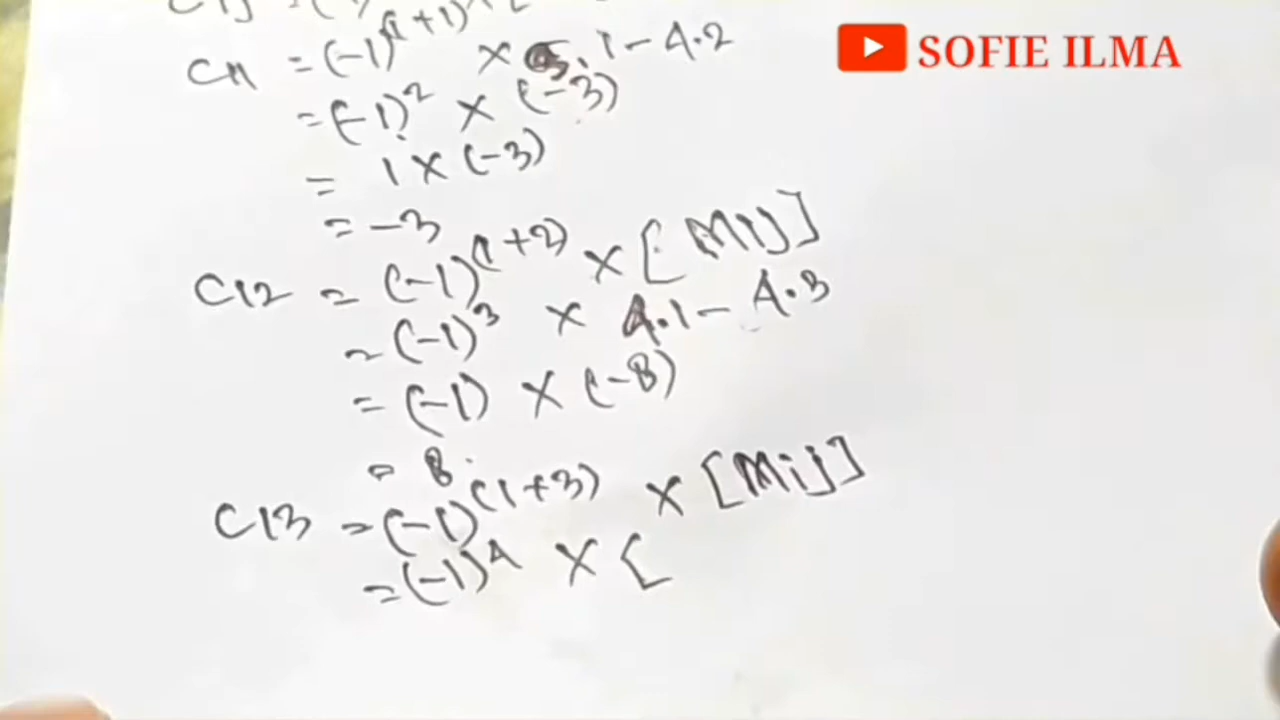 SOFIE ILMA
C11 = (-1)^(1+1) × 5.1-4.2
= (-1)² × (-3)
= 1 × (-3)
= -3
C12 = (-1)^(1+2) × [Mij]
= (-1)³ × 4.1-4.3
= (-1) × (-8)
= 8.
C13 = (-1)^(1+3) × [Mij]
= (-1)⁴ × [